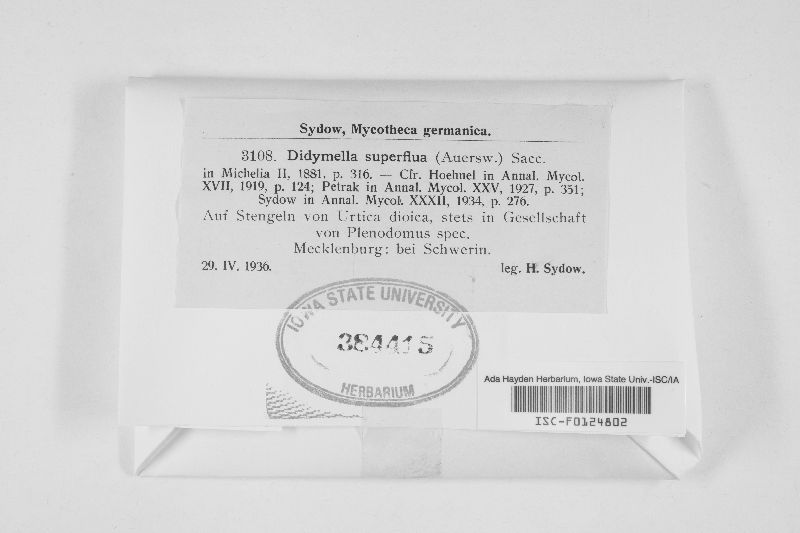 Sydow, Mycotheca germanica.
3108. Didymella superflua (Auersw.) Sacc.
in Michelia II, 1881, p. 316. — Cfr. Hoehnel in Annal. Mycol.
XVII, 1919, p. 124; Petrak in Annal. Mycol. XXV, 1927, p. 351;
Sydow in Annal. Mycol. XXXII, 1934, p. 276.
Auf Stengeln von Urtica dioica, stets in Gesellschaft
von Plenodomus spec.
Mecklenburg: bei Schwerin.
29. IV. 1936. leg. H. Sydow.
IOWA STATE UNIVERSITY
384415
HERBARIUM
Ada Hayden Herbarium, Iowa State Univ.-ISC/IA
ISC-F0124802